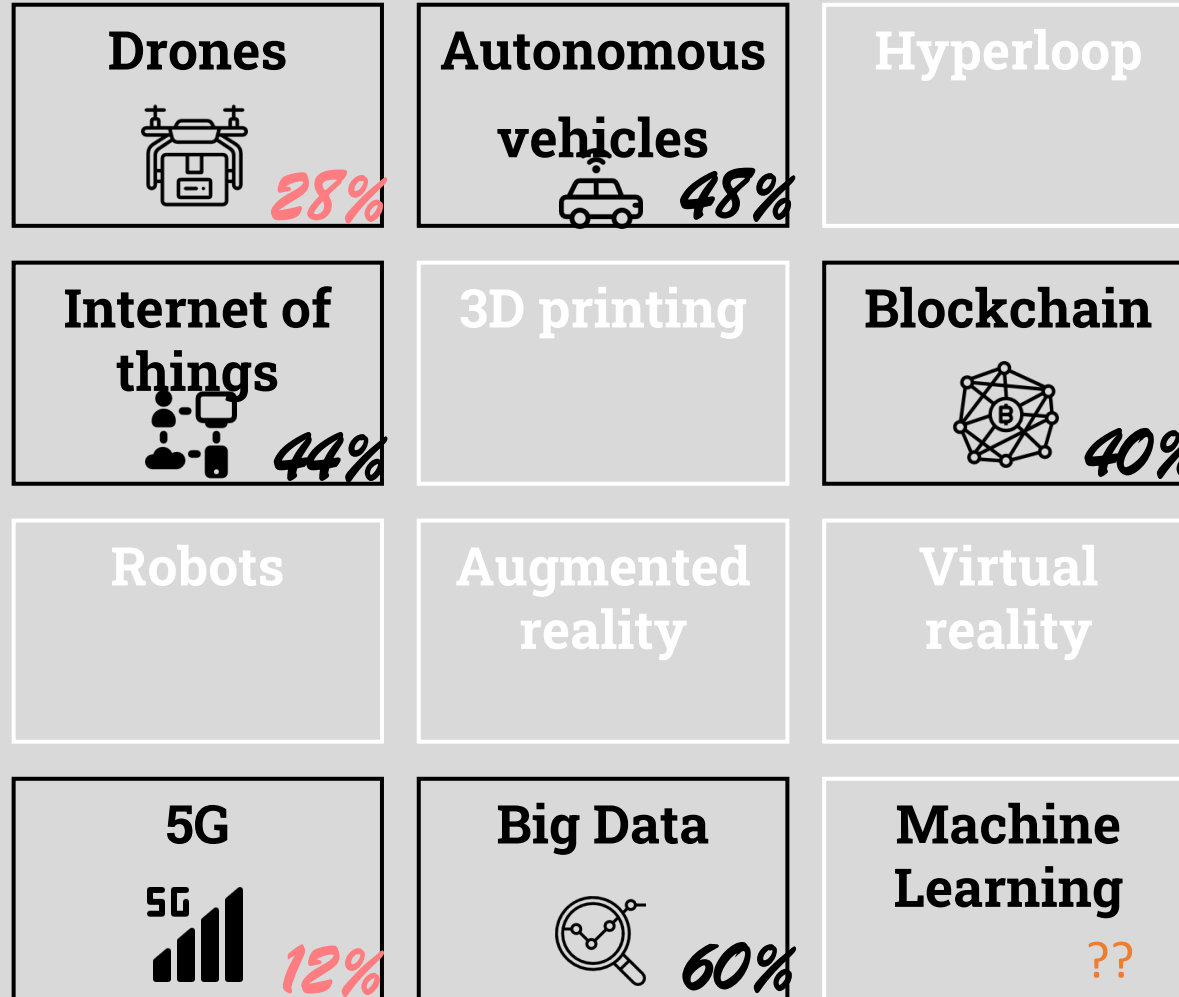 Drones
28%
Autonomous
vehicles
48%
Hyperloop
Internet of
things
44%
3D printing
Blockchain
40%
Robots
Augmented
reality
Virtual
reality
5G
5G
12%
Big Data
60%
Machine
Learning
??